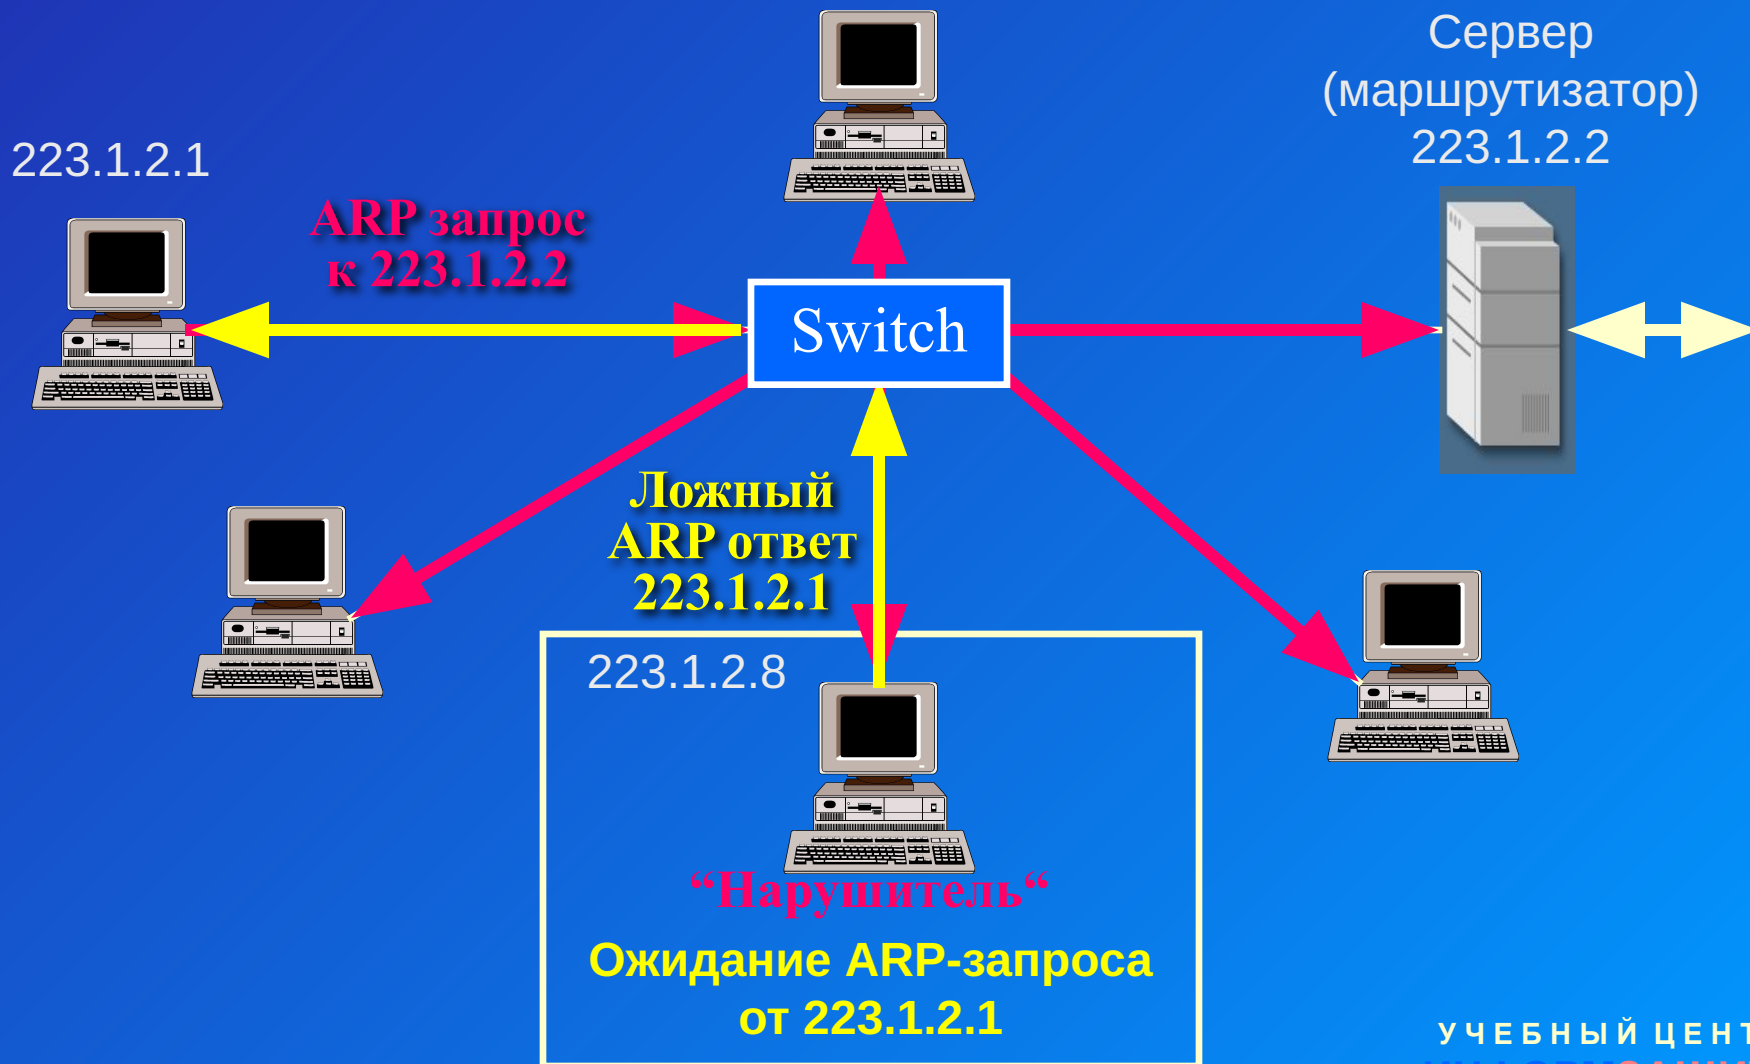 Сервер
(маршрутизатор)
223.1.2.2
223.1.2.1
ARP запрос
к 223.1.2.2
Switch
Ложный
ARP ответ
223.1.2.1
223.1.2.8
“Нарушитель“
Ожидание ARP-запроса
от 223.1.2.1
УЧЕБНЫЙ ЦЕНТ